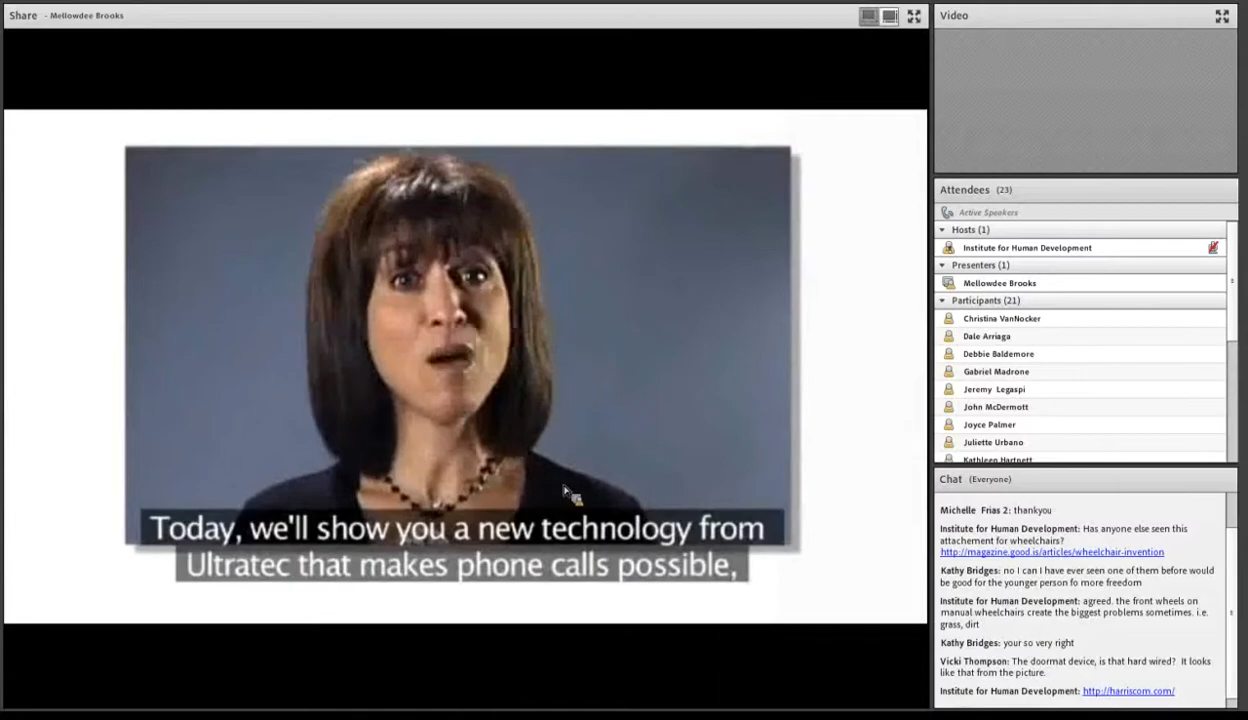 Share - Mellowdee Brooks
Today, we'll show you a new technology from
Ultratec that makes phone calls possible,
Video
Attendees (23)
Active Speakers
Hosts (1)
Institute for Human Development
Presenters (1)
Mellowdee Brooks
Participants (21)
Christina VanNocker
Dale Arriaga
Debbie Baldemore
Gabriel Madrone
Jeremy Legaspi
John McDermott
Joyce Palmer
Juliette Urbano
Kathleen Hartnett
Chat (Everyone)
Michelle Frias 2: thankyou
Institute for Human Development: Has anyone else seen this
attachement for wheelchairs?
http://magazine.good.is/articles/wheelchair-invention
Kathy Bridges: no I can I have ever seen one of them before would
be good for the younger person fo more freedom
Institute for Human Development: agreed. the front wheels on
manual wheelchairs create the biggest problems sometimes. i.e.
grass, dirt
Kathy Bridges: your so very right
Vicki Thompson: The doormat device, is that hard wired? It looks
like that from the picture.
Institute for Human Development: http://harriscom.com/